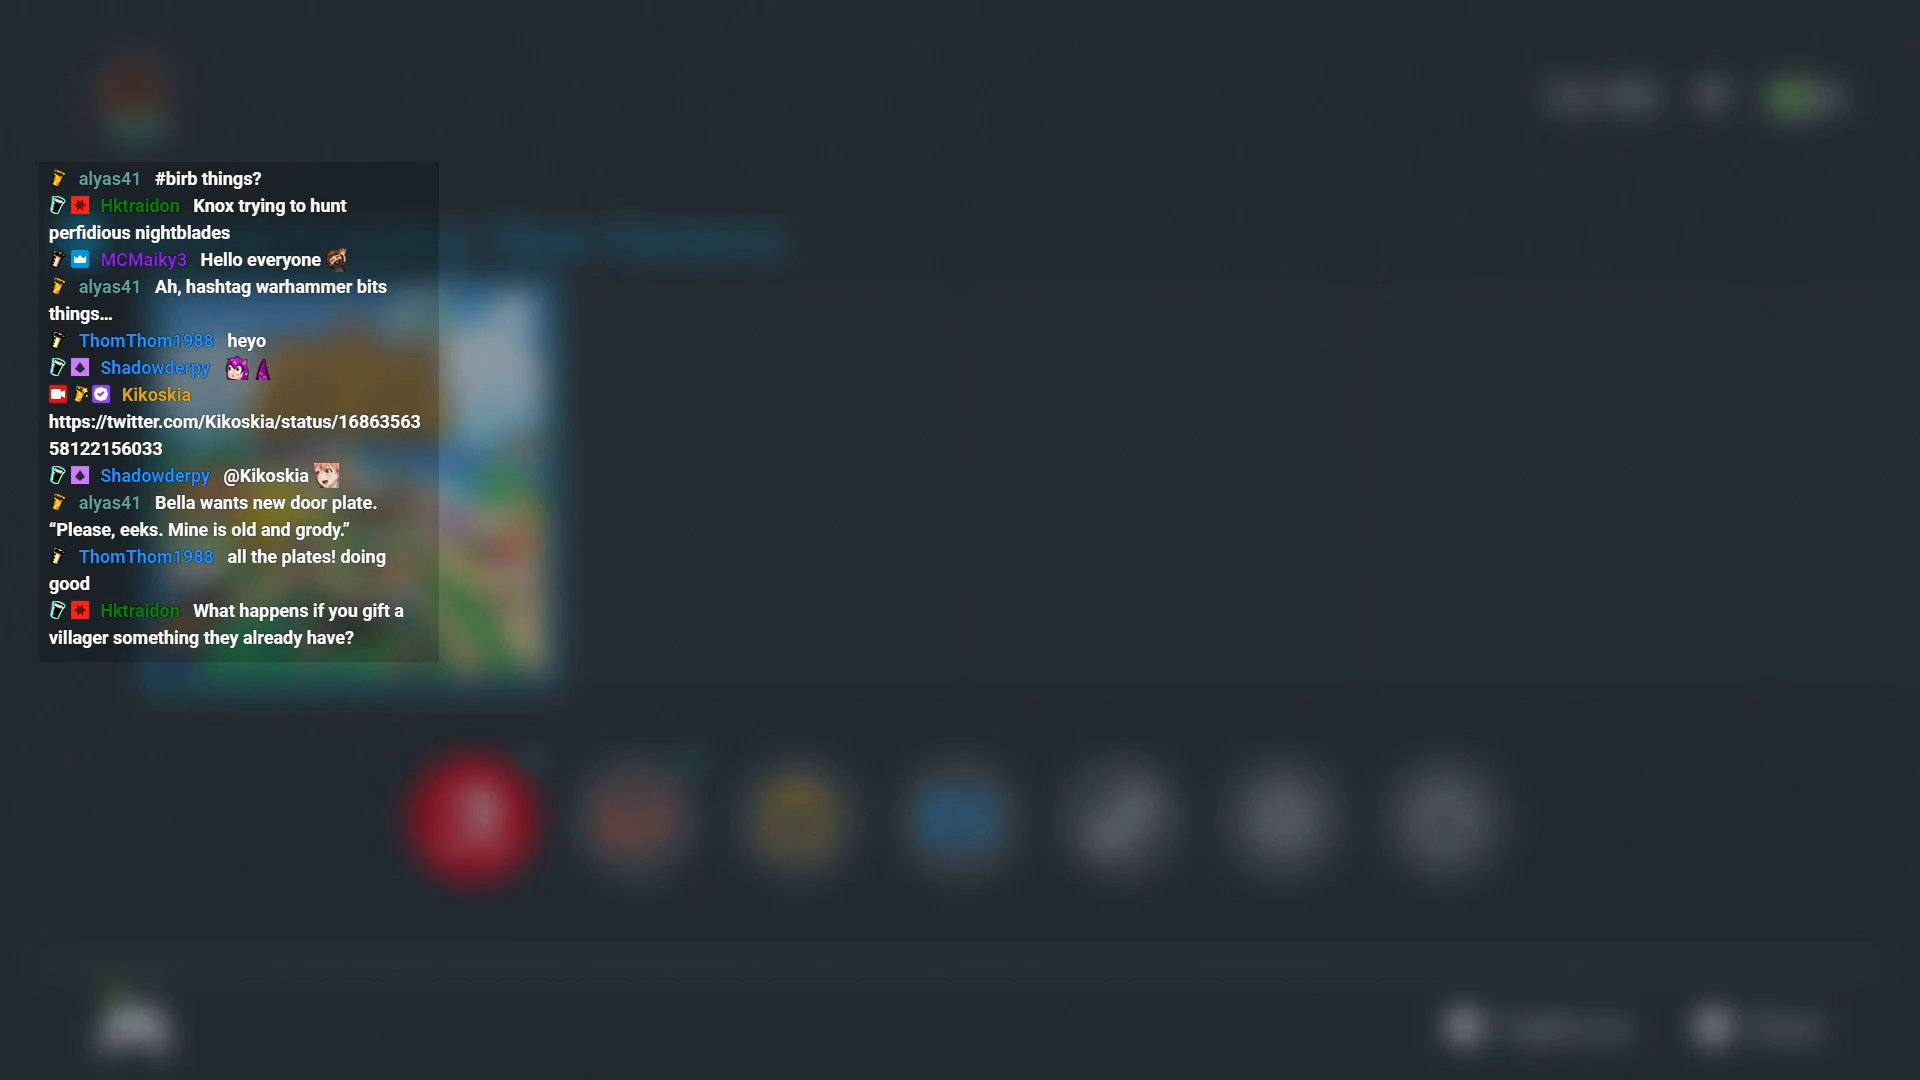 alyas41 #birb things?
Hktraidon Knox trying to hunt
perfidious nightblades
MCMaiky3 Hello everyone
alyas41 Ah, hashtag warhammer bits
things…
ThomThom1988 heyo
Shadowderpy
Kikoskia
https://twitter.com/Kikoskia/status/16863563
58122156033
Shadowderpy @Kikoskia
alyas41 Bella wants new door plate.
“Please, eeks. Mine is old and grody.”
ThomThom1988 all the plates! doing
good
Hktraidon What happens if you gift a
villager something they already have?